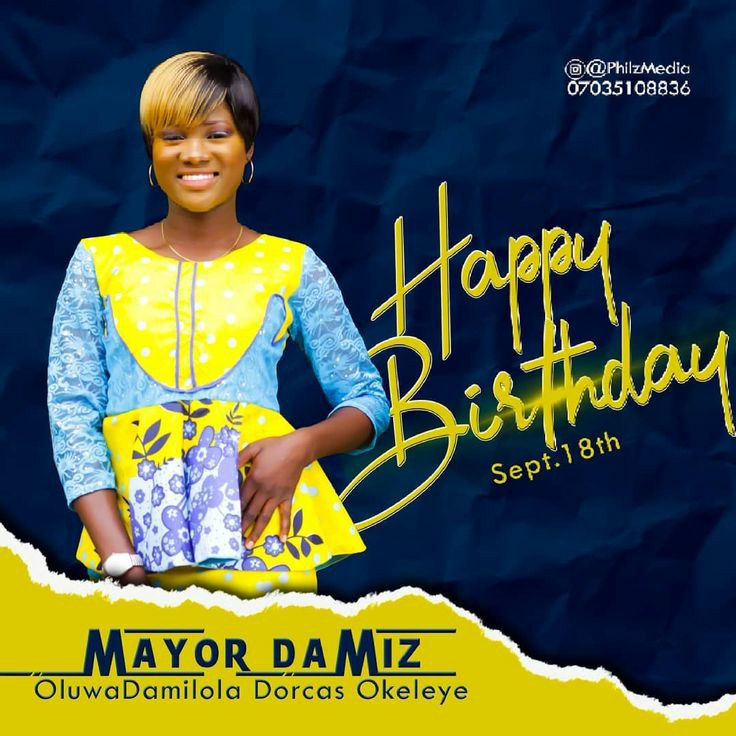 @PhilzMedia
07035108836
Happy
Birthday
Sept.18th
MAYOR DAMIZ
OluwaDamilola Dorcas Okeleye